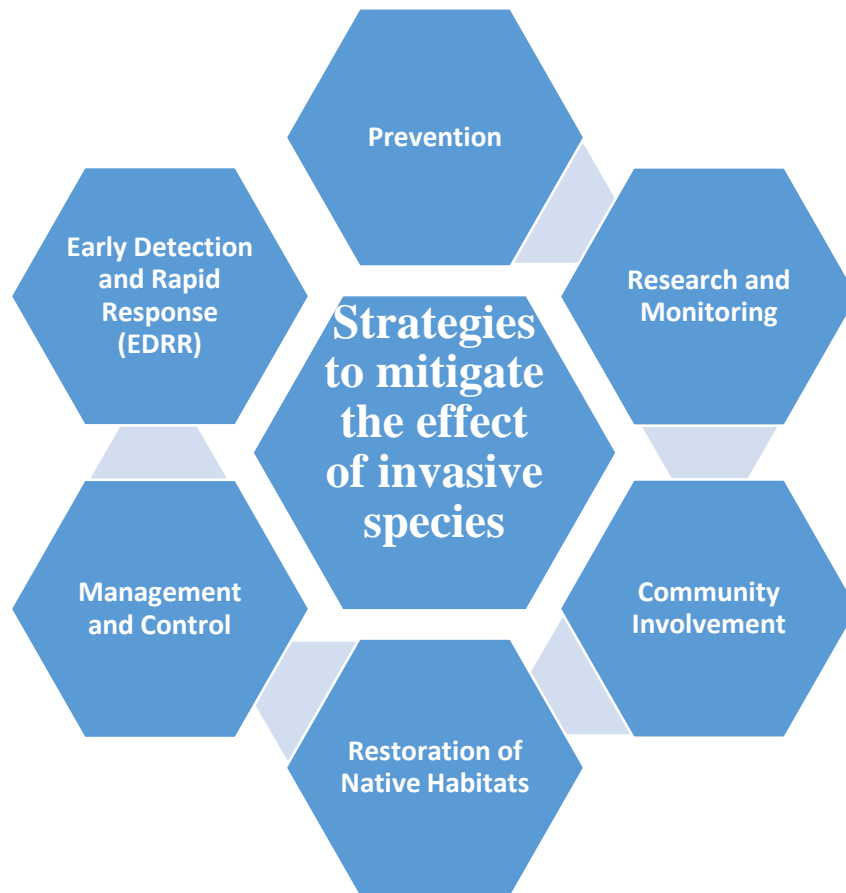 Prevention
Early Detection
and Rapid
Response
(EDRR)
Research and
Monitoring
Strategies
to mitigate
the effect
of invasive
species
Management
and Control
Community
Involvement
Restoration of
Native Habitats